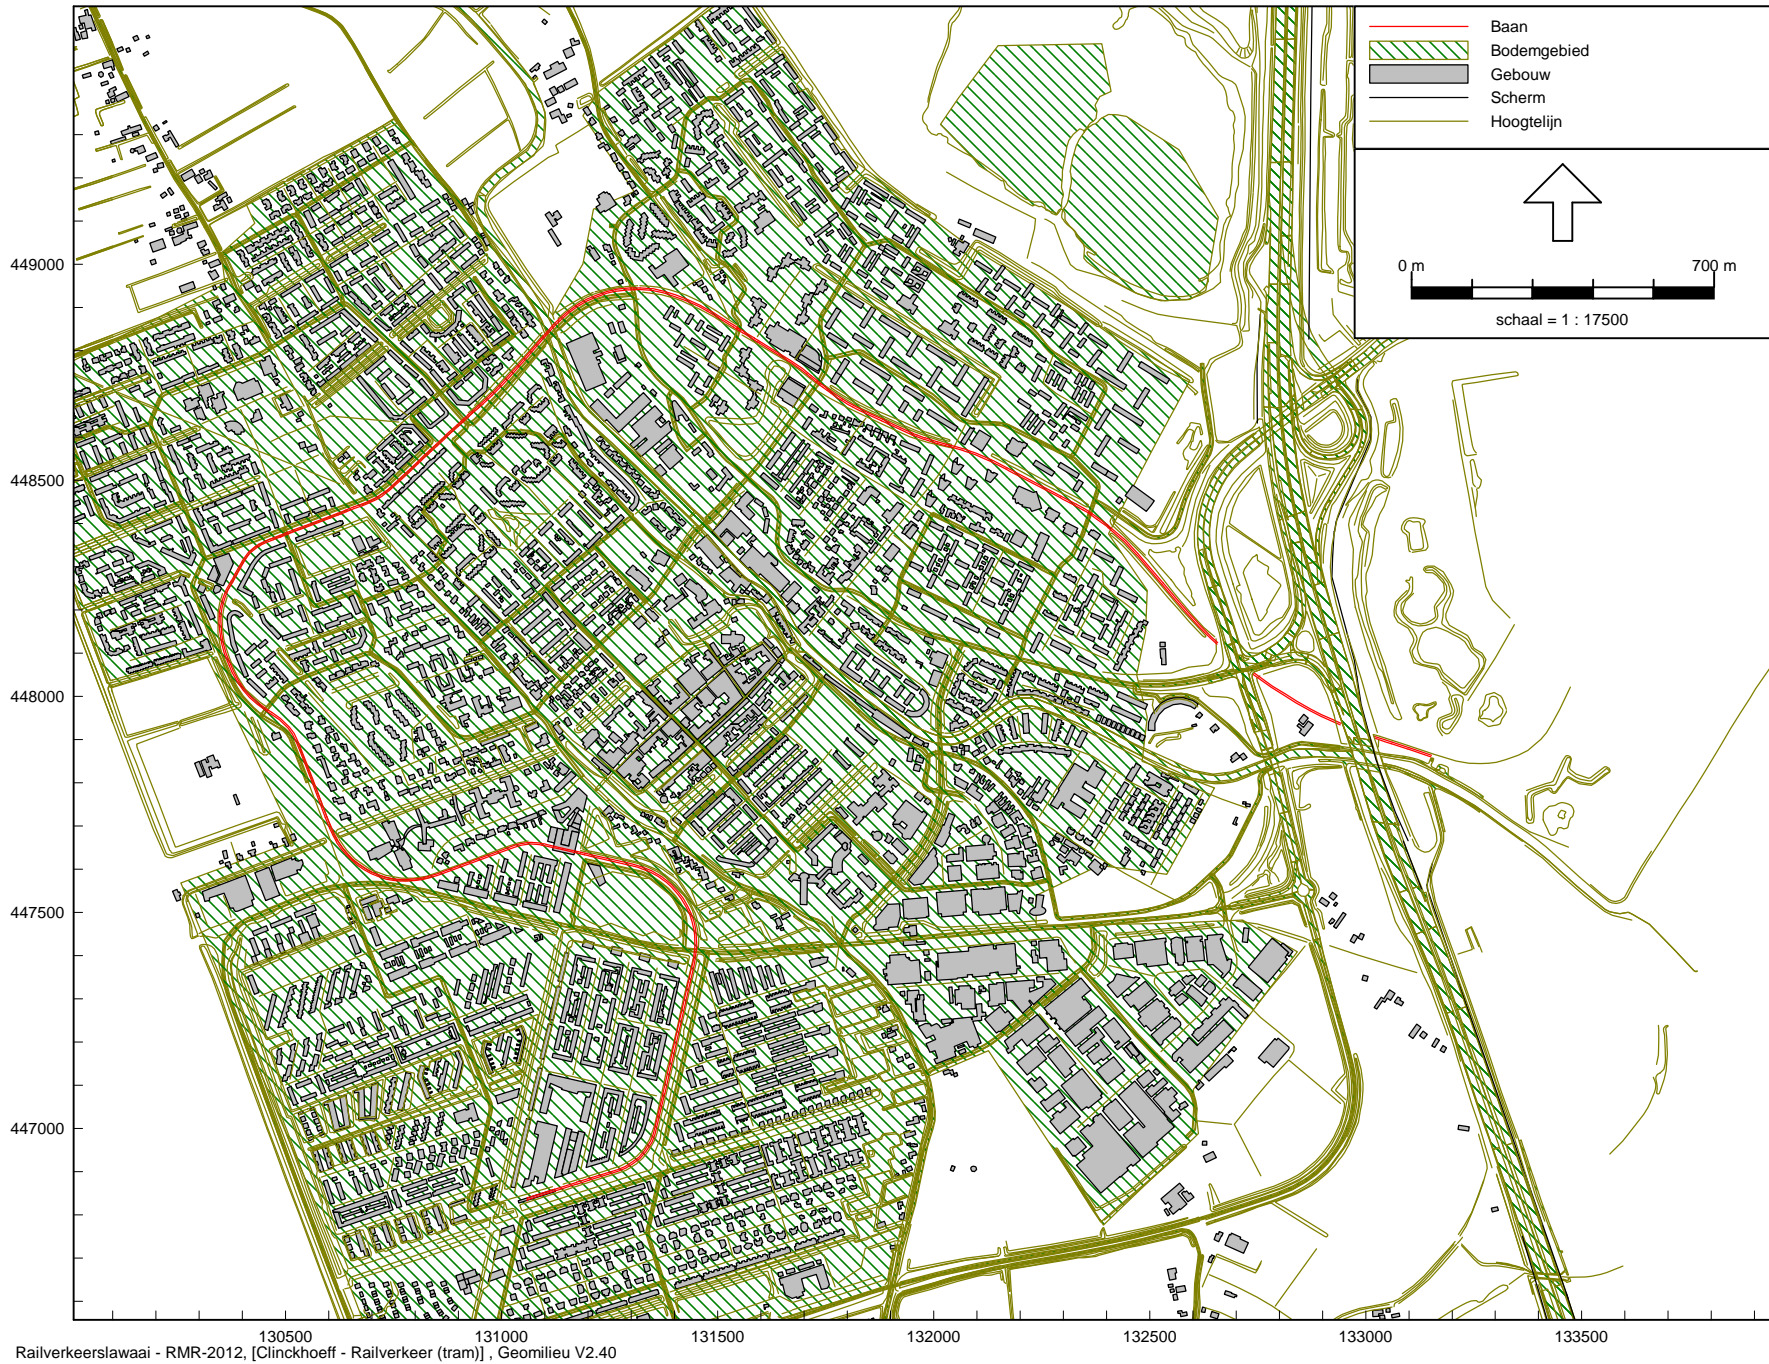 Baan
Bodemgebied
Gebouw
Scherm
Hoogtelijn
0 m 700 m
schaal = 1 : 17500
449000
448500
448000
447500
447000
130500 131000 131500 132000 132500 133000 133500
Railverkeerslawaai - RMR-2012, [Clinckhoeff - Railverkeer (tram)] , Geomilieu V2.40